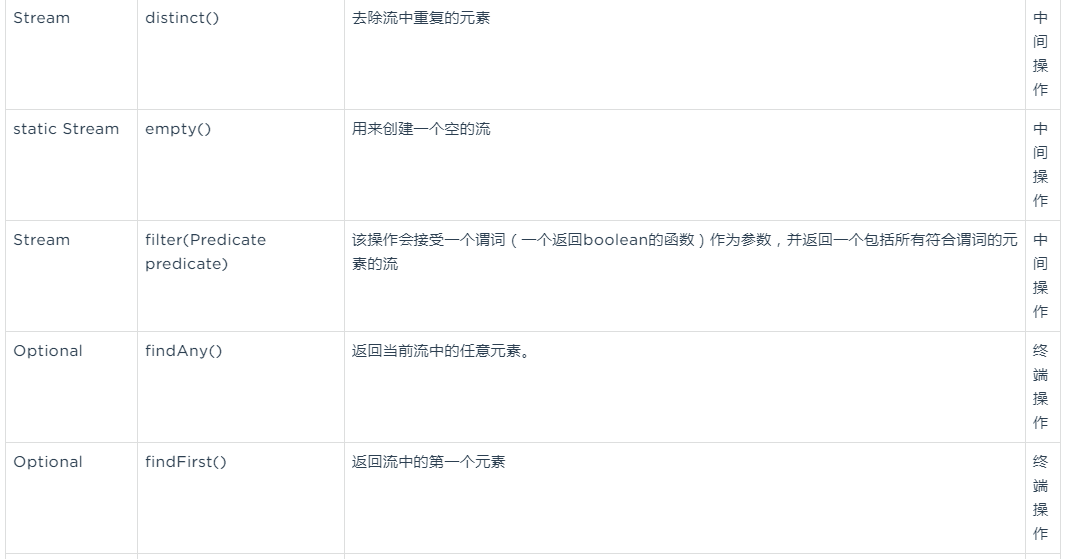 Stream distinct() 去除流中重复的元素 中
间
操
作
static Stream empty() 用来创建一个空的流 中
间
操
作
Stream filter(Predicate 该操作会接受一个谓词（一个返回boolean的函数）作为参数，并返回一个包括所有符合谓词的元 中
predicate) 素的流 间
操
作
Optional findAny() 返回当前流中的任意元素。 终
端
操
作
Optional findFirst() 返回流中的第一个元素 终
端
操
作